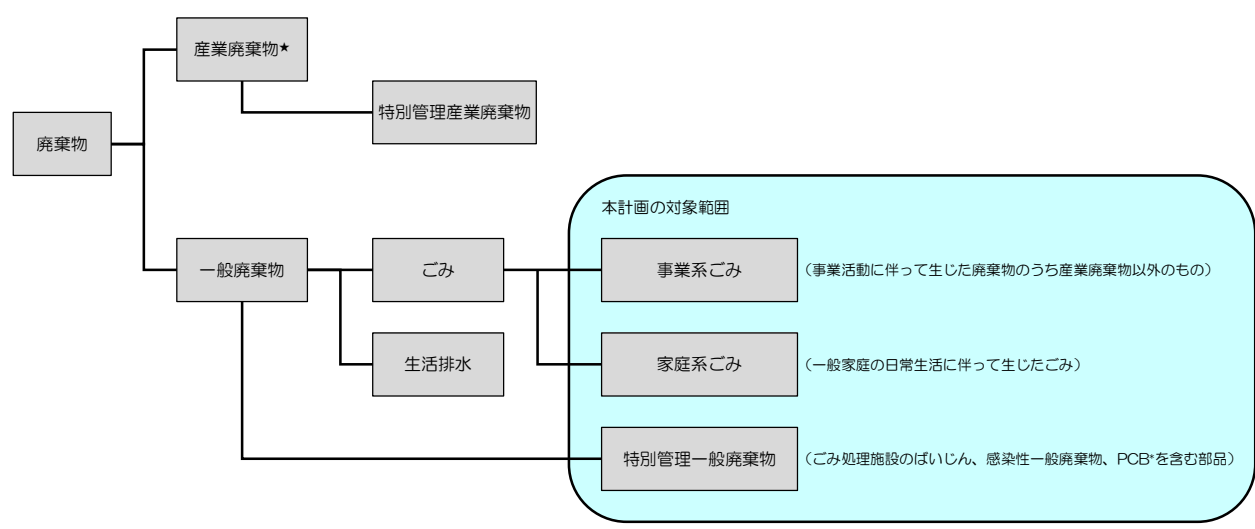 産業廃棄物★
特別管理産業廃棄物
廃棄物
本計画の対象範囲
一般廃棄物
ごみ
事業系ごみ
（事業活動に伴って生じた廃棄物のうち産業廃棄物以外のもの）
生活排水
家庭系ごみ
（一般家庭の日常生活に伴って生じたごみ）
特別管理一般廃棄物
（ごみ処理施設のばいじん、感染性一般廃棄物、PCB*を含む部品）